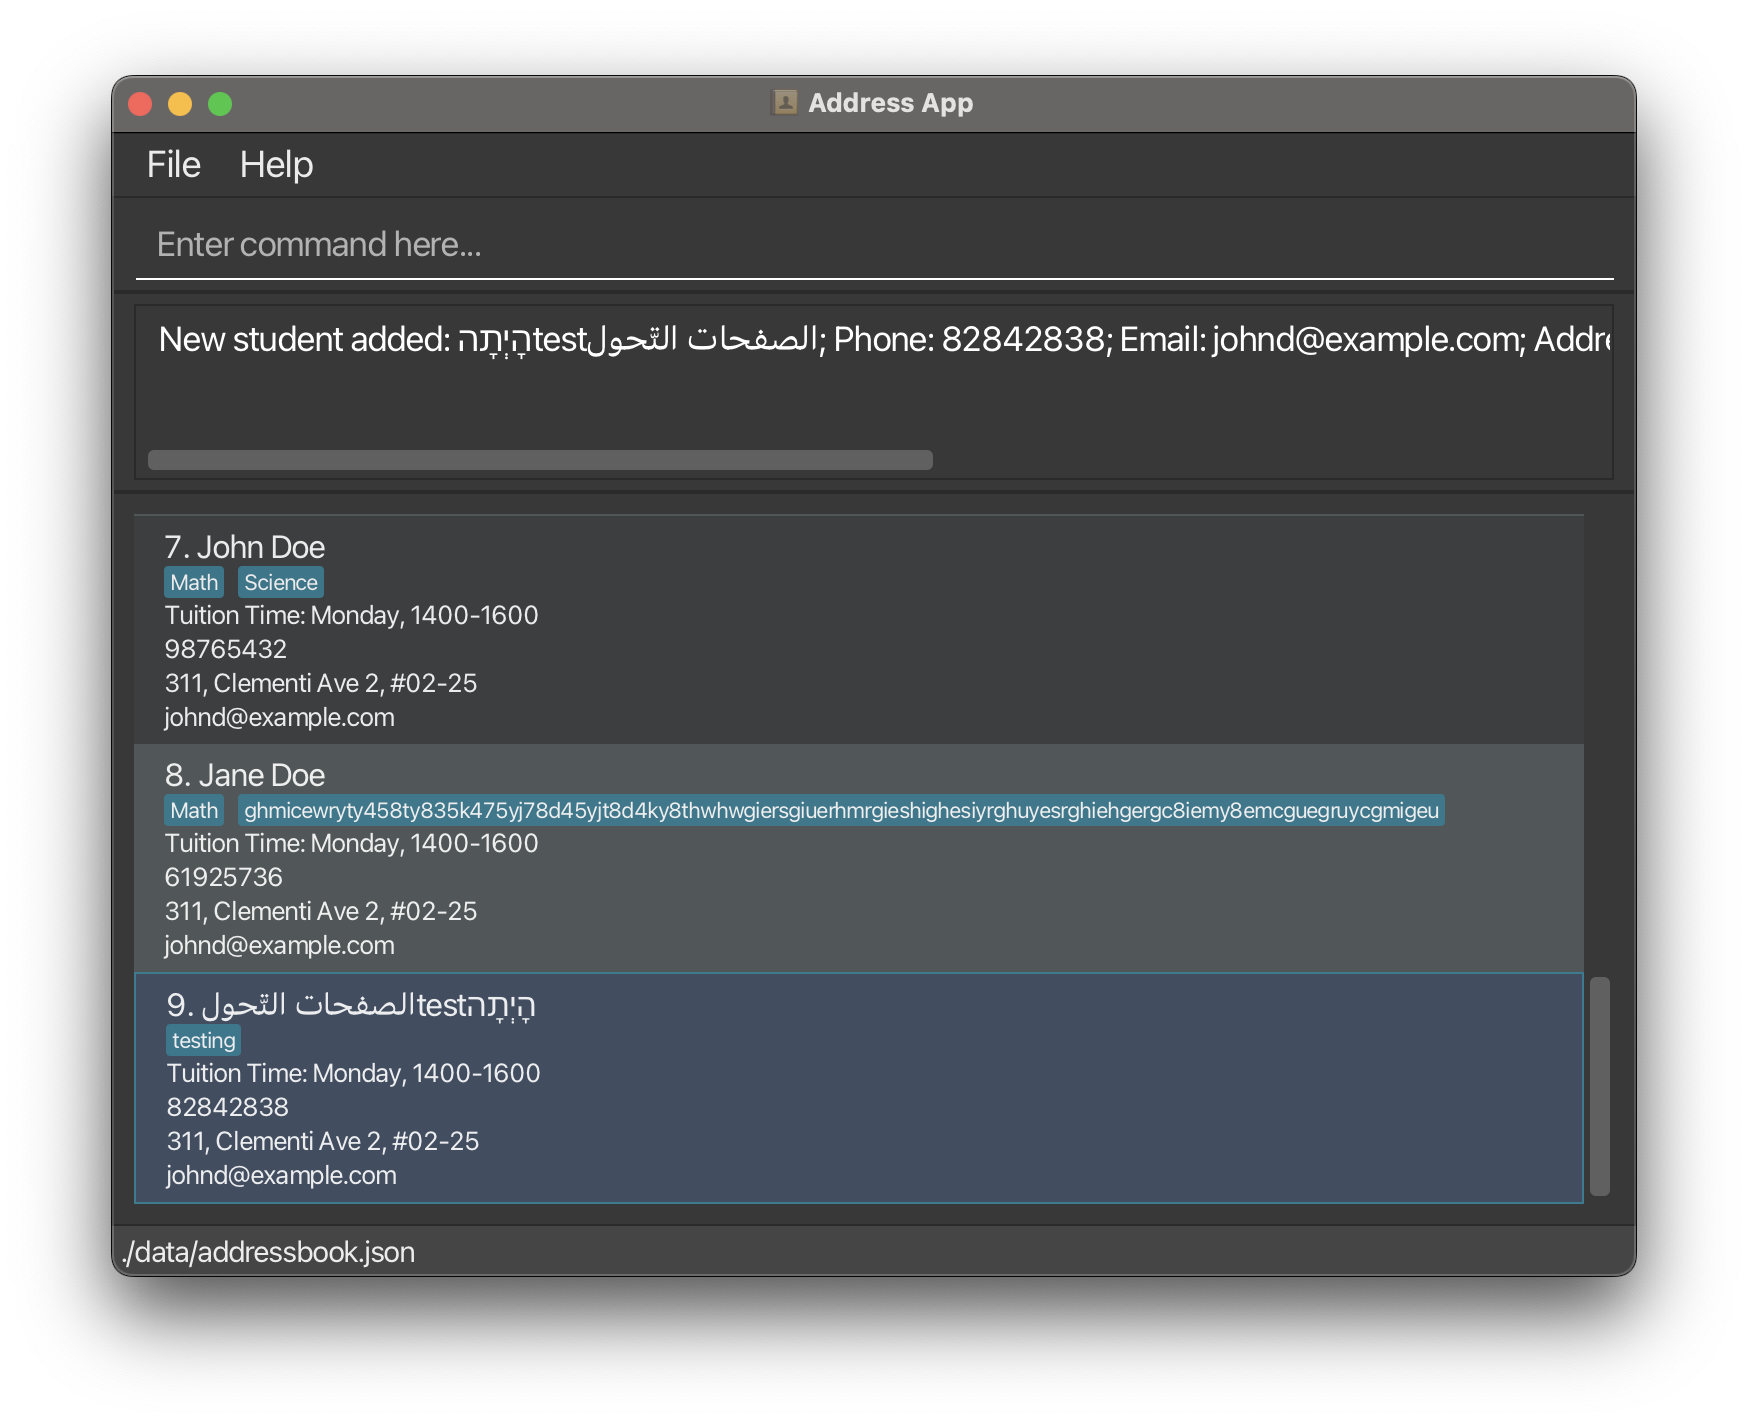 Address App
File Help
Enter command here...
New student added: הָיְתָהtestالصفحات التّحول; Phone: 82842838; Email: johnd@example.com; Addre
7. John Doe
Math Science
Tuition Time: Monday, 1400-1600
98765432
311, Clementi Ave 2, #02-25
johnd@example.com
8. Jane Doe
Math ghmicewryty458ty835k475yj78d45yjt8d4ky8thwhwgiersgiuerhmrgieshighesiyrghuyesrghiehgergc8iemy8emcguegruycgmigeu
Tuition Time: Monday, 1400-1600
61925736
311, Clementi Ave 2, #02-25
johnd@example.com
9. הָיְתָהtestالصفحات التّحول
testing
Tuition Time: Monday, 1400-1600
82842838
311, Clementi Ave 2, #02-25
johnd@example.com
./data/addressbook.json